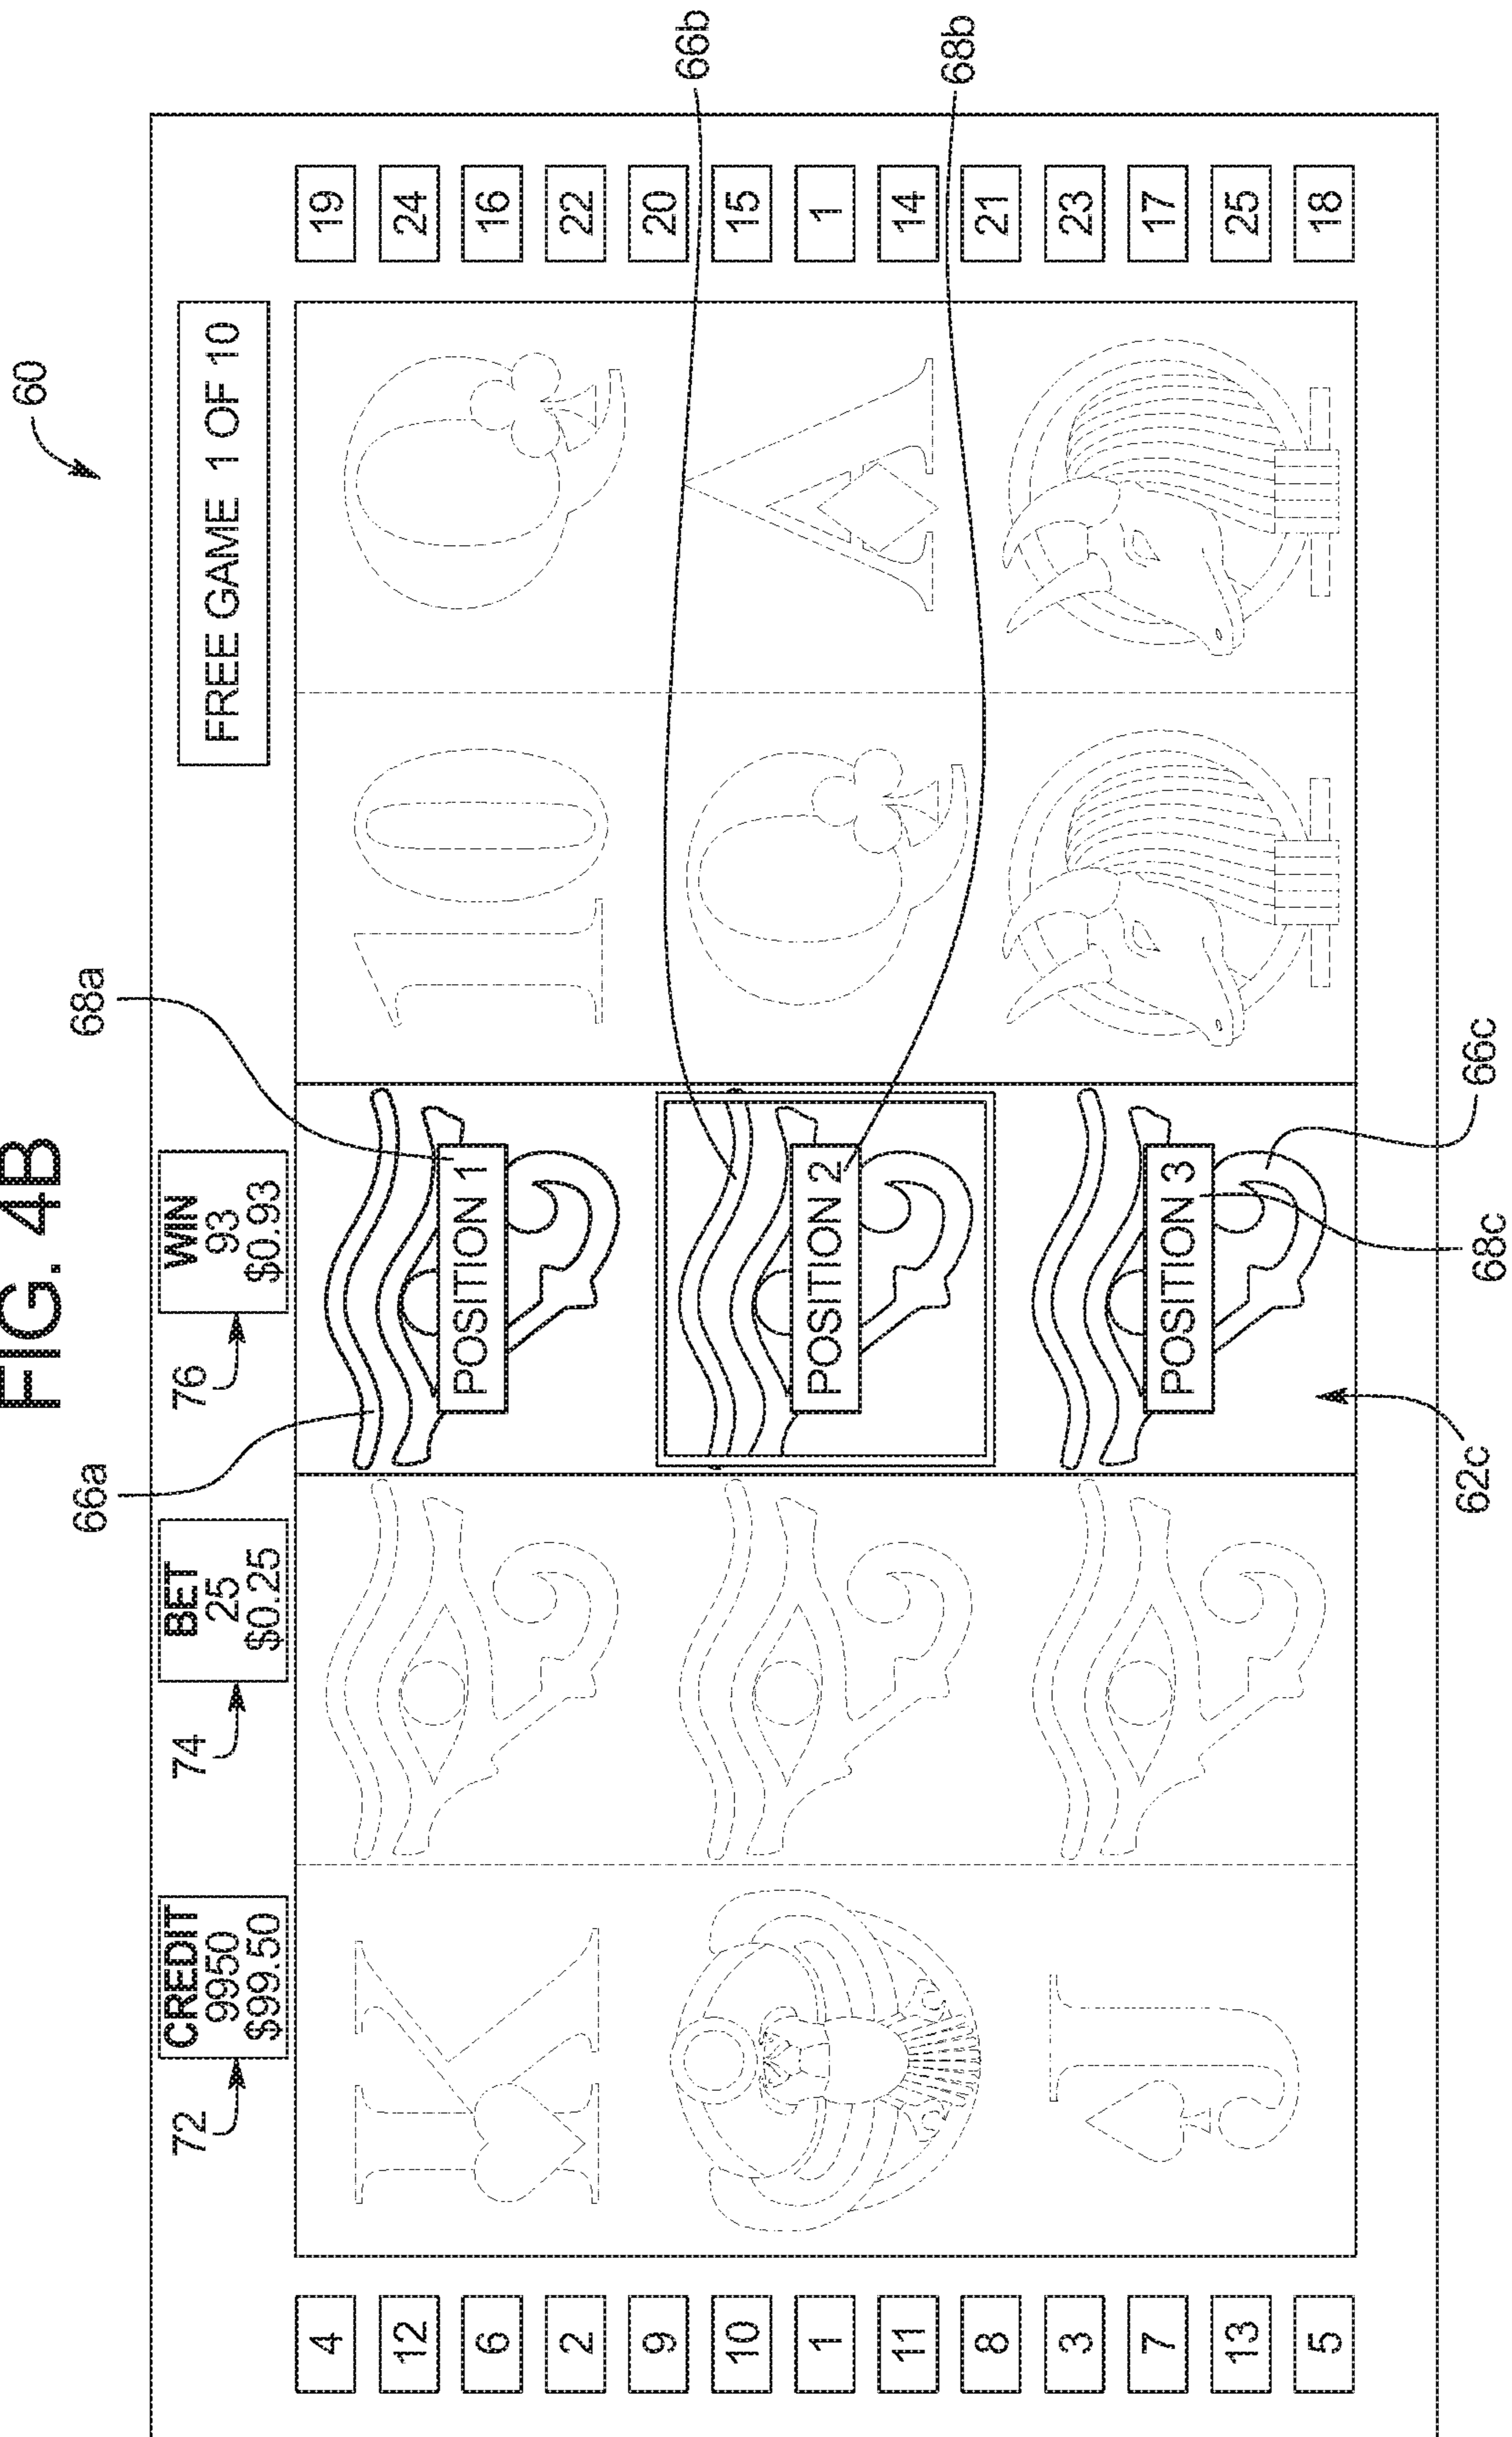 FIG. 4B
60
72
CREDIT
9950
$99.50
74
BET
25
$0.25
76
WIN
93
$0.93
FREE GAME 1 OF 10
66a
68a
4
12
6
2
9
10
1
11
8
3
7
13
5
K
J
POSITION 1
POSITION 2
POSITION 3
10
Q
Q
A
19
24
16
22
20
15
1
14
21
23
17
25
18
66b
68b
62c
68c
66c